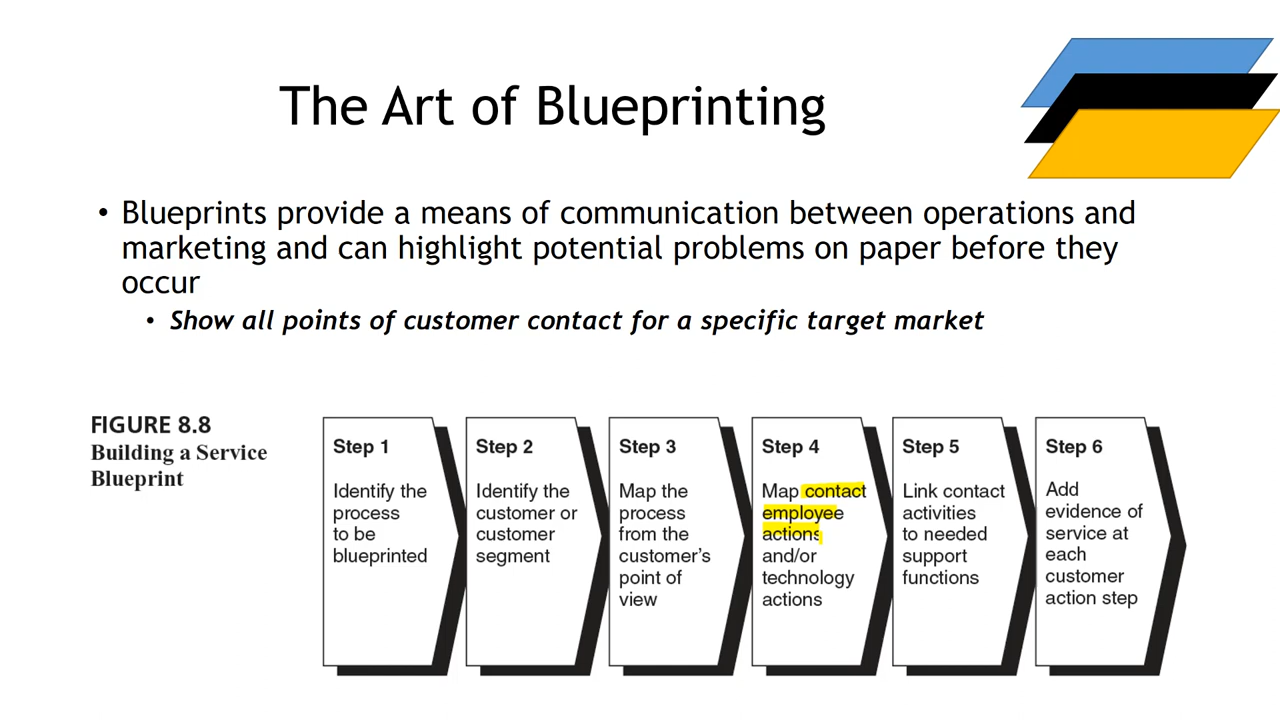 The Art of Blueprinting
• Blueprints provide a means of communication between operations and
marketing and can highlight potential problems on paper before they
occur
• Show all points of customer contact for a specific target market
FIGURE 8.8
Building a Service
Blueprint
Step 1
Identify the
process
to be
blueprinted
Step 2
Identify the
customer or
customer
segment
Step 3
Map the
process
from the
customer's
point of
view
Step 4
Map contact
employee
actions
and/or
technology
actions
Step 5
Link contact
activities
to needed
support
functions
Step 6
Add
evidence of
service at
each
customer
action step